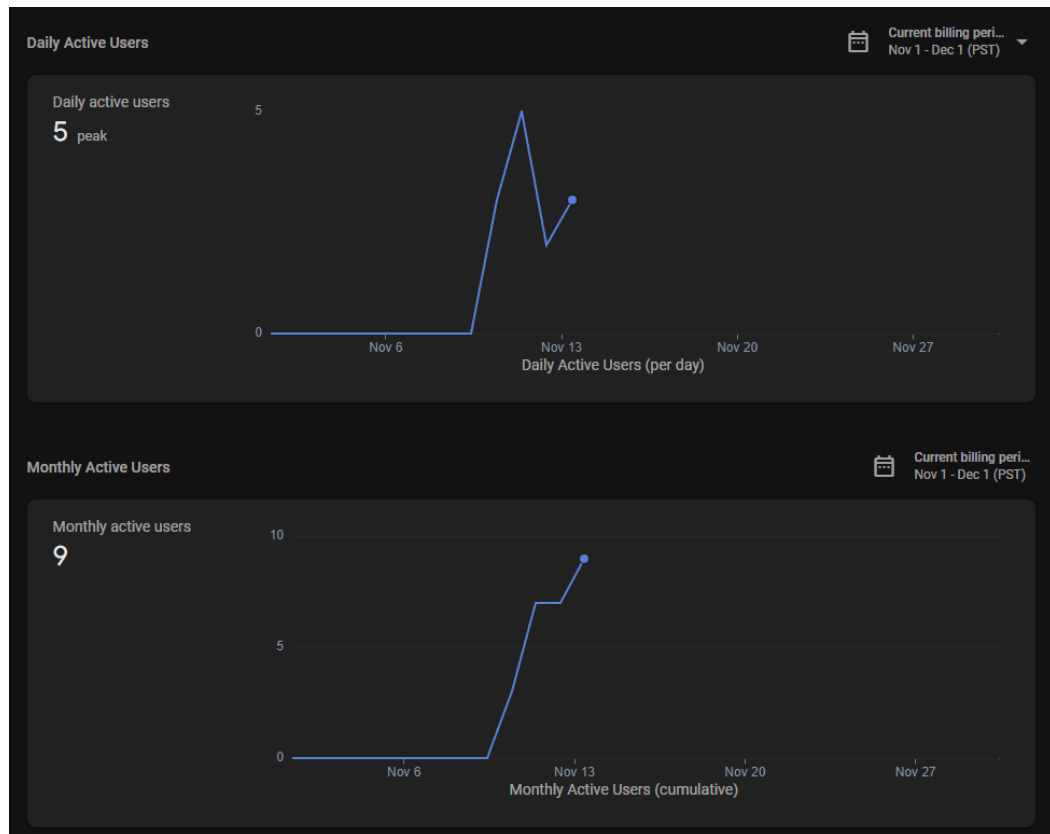 Daily Active Users
Current billing peri...
Nov 1 - Dec 1 (PST)
Daily active users
5 peak
5
0
Nov 6
Nov 13
Nov 20
Nov 27
Daily Active Users (per day)
Monthly Active Users
Current billing peri...
Nov 1 - Dec 1 (PST)
Monthly active users
9
10
5
0
Nov 6
Nov 13
Nov 20
Nov 27
Monthly Active Users (cumulative)